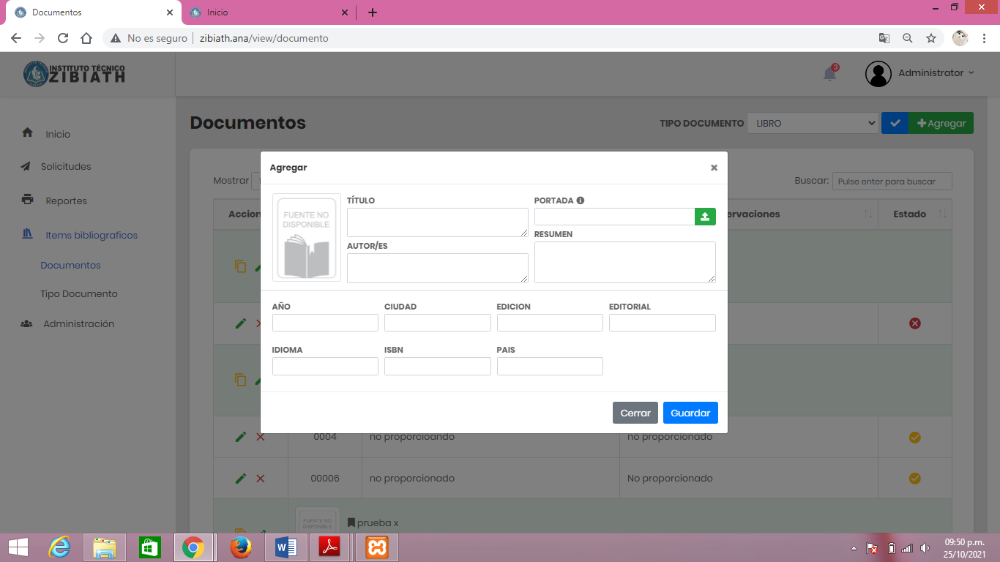 Documentos
Inicio
No es seguro zibiath.ana/view/documento
INSTITUTO TÉCNICO
ZIBIATH
3
Administrator
Inicio
Solicitudes
Reportes
Items bibliograficos
Documentos
Tipo Documento
Administración
Documentos
TIPO DOCUMENTO LIBRO Agregar
Mostrar
Buscar: Pulse enter para buscar
Accion
ervaciones
Estado
Agregar
FUENTE NO
DISPONIBLE
TÍTULO
AUTOR/ES
PORTADA
RESUMEN
AÑO CIUDAD EDICION EDITORIAL
IDIOMA ISBN PAIS
Cerrar Guardar
0004 no proporcioando no proporcionado
00006 no proporcionado No proporcionado
FUENTE NO
DISPONIBLE
prueba x
09:50 p.m.
25/10/2021